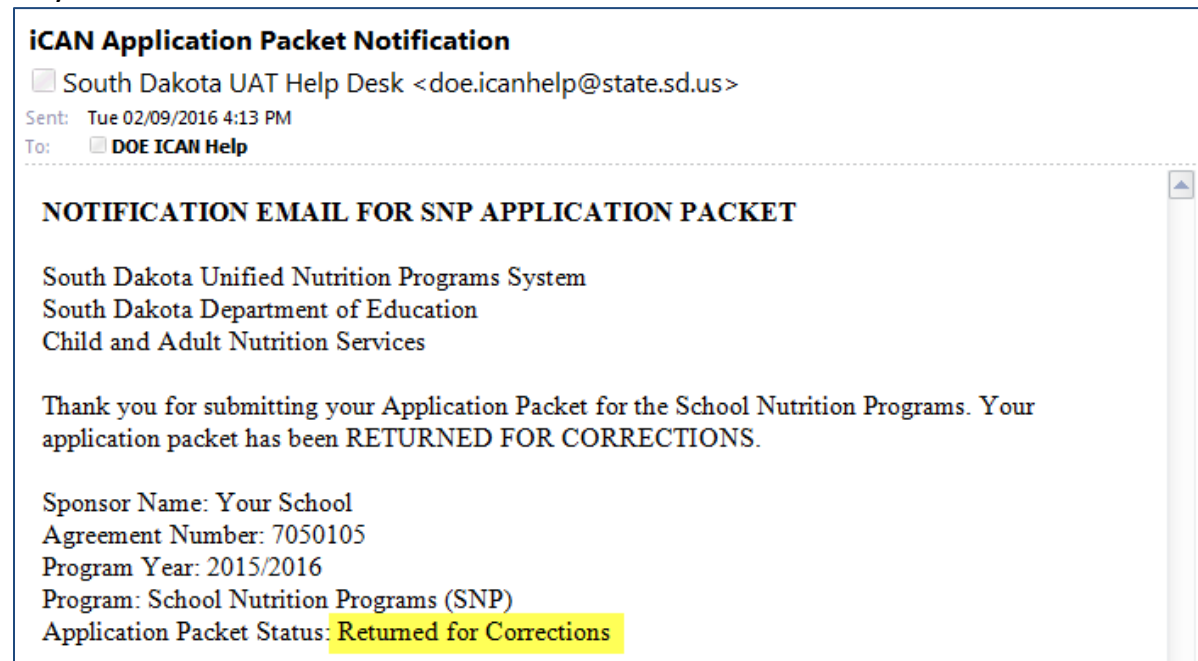 iCAN Application Packet Notification
South Dakota UAT Help Desk <doe.icanhelp@state.sd.us>
Sent: Tue 02/09/2016 4:13 PM
To: DOE ICAN Help
NOTIFICATION EMAIL FOR SNP APPLICATION PACKET
South Dakota Unified Nutrition Programs System
South Dakota Department of Education
Child and Adult Nutrition Services
Thank you for submitting your Application Packet for the School Nutrition Programs. Your
application packet has been RETURNED FOR CORRECTIONS.
Sponsor Name: Your School
Agreement Number: 7050105
Program Year: 2015/2016
Program: School Nutrition Programs (SNP)
Application Packet Status: Returned for Corrections